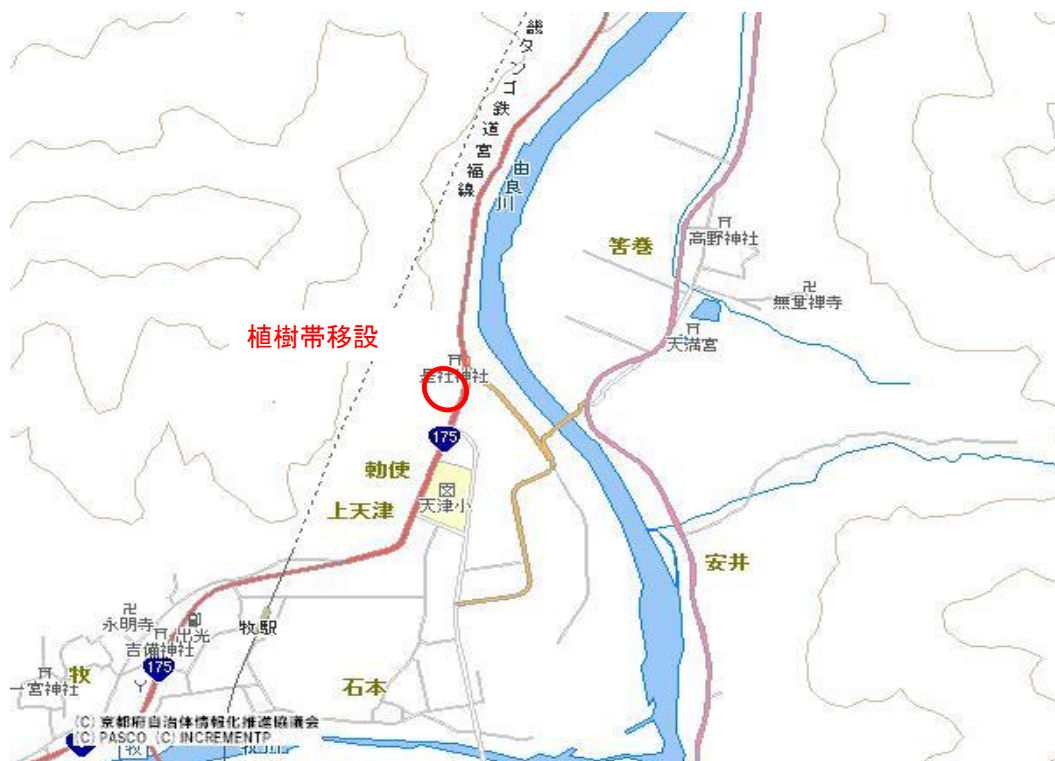 畿タンゴ鉄道宮福線
由良川
筈巻
高野神社
無量禅寺
天満宮
植樹帯移設
是社神社
175
勅使
天津小
上天津
安井
永明寺
出光
吉備神社
牧駅
175
牧
一宮神社
石本
(C) 京都府自治体情報化推進協議会
(C) PASCO (C) INCREMENTP
牧